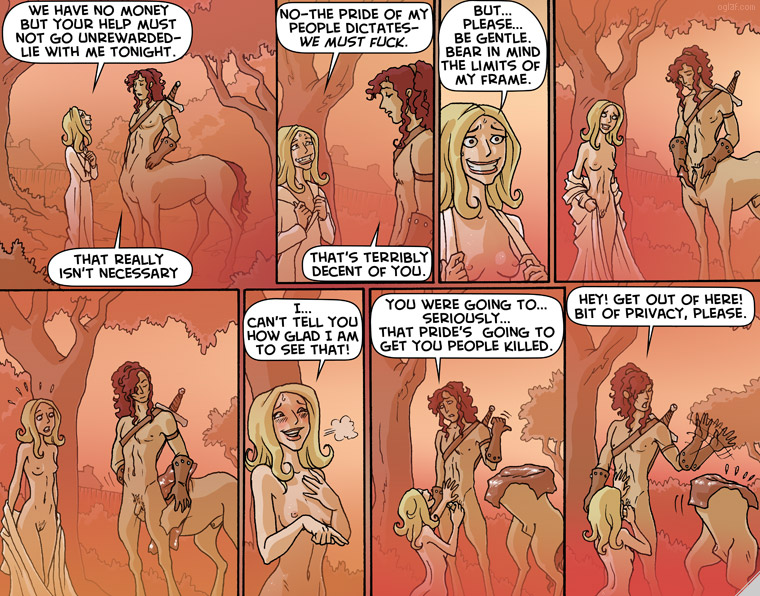 WE HAVE NO MONEY
BUT YOUR HELP MUST
NOT GO UNREWARDED-
LIE WITH ME TONIGHT.
THAT REALLY
ISN'T NECESSARY
NO-THE PRIDE OF MY
PEOPLE DICTATES-
WE MUST FUCK.
THAT'S TERRIBLY
DECENT OF YOU.
BUT...
PLEASE...
BE GENTLE.
BEAR IN MIND
THE LIMITS OF
MY FRAME.
oglaf.com
I...
CAN'T TELL YOU
HOW GLAD I AM
TO SEE THAT!
YOU WERE GOING TO...
SERIOUSLY...
THAT PRIDE'S GOING TO
GET YOU PEOPLE KILLED.
HEY! GET OUT OF HERE!
BIT OF PRIVACY, PLEASE.